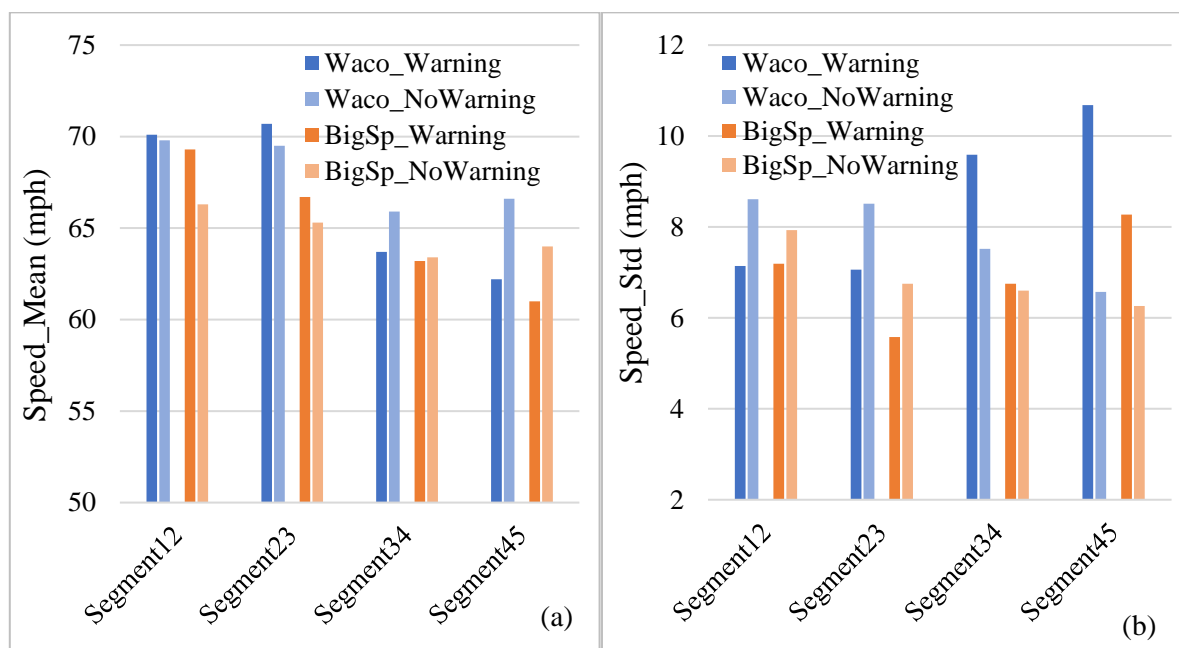 75
70
65
60
55
50
Speed_Mean (mph)
Waco_Warning
Waco_NoWarning
BigSp_Warning
BigSp_NoWarning
Segment12
Segment23
Segment34
Segment45
(a)
12
10
8
6
4
2
Speed_Std (mph)
Waco_Warning
Waco_NoWarning
BigSp_Warning
BigSp_NoWarning
Segment12
Segment23
Segment34
Segment45
(b)